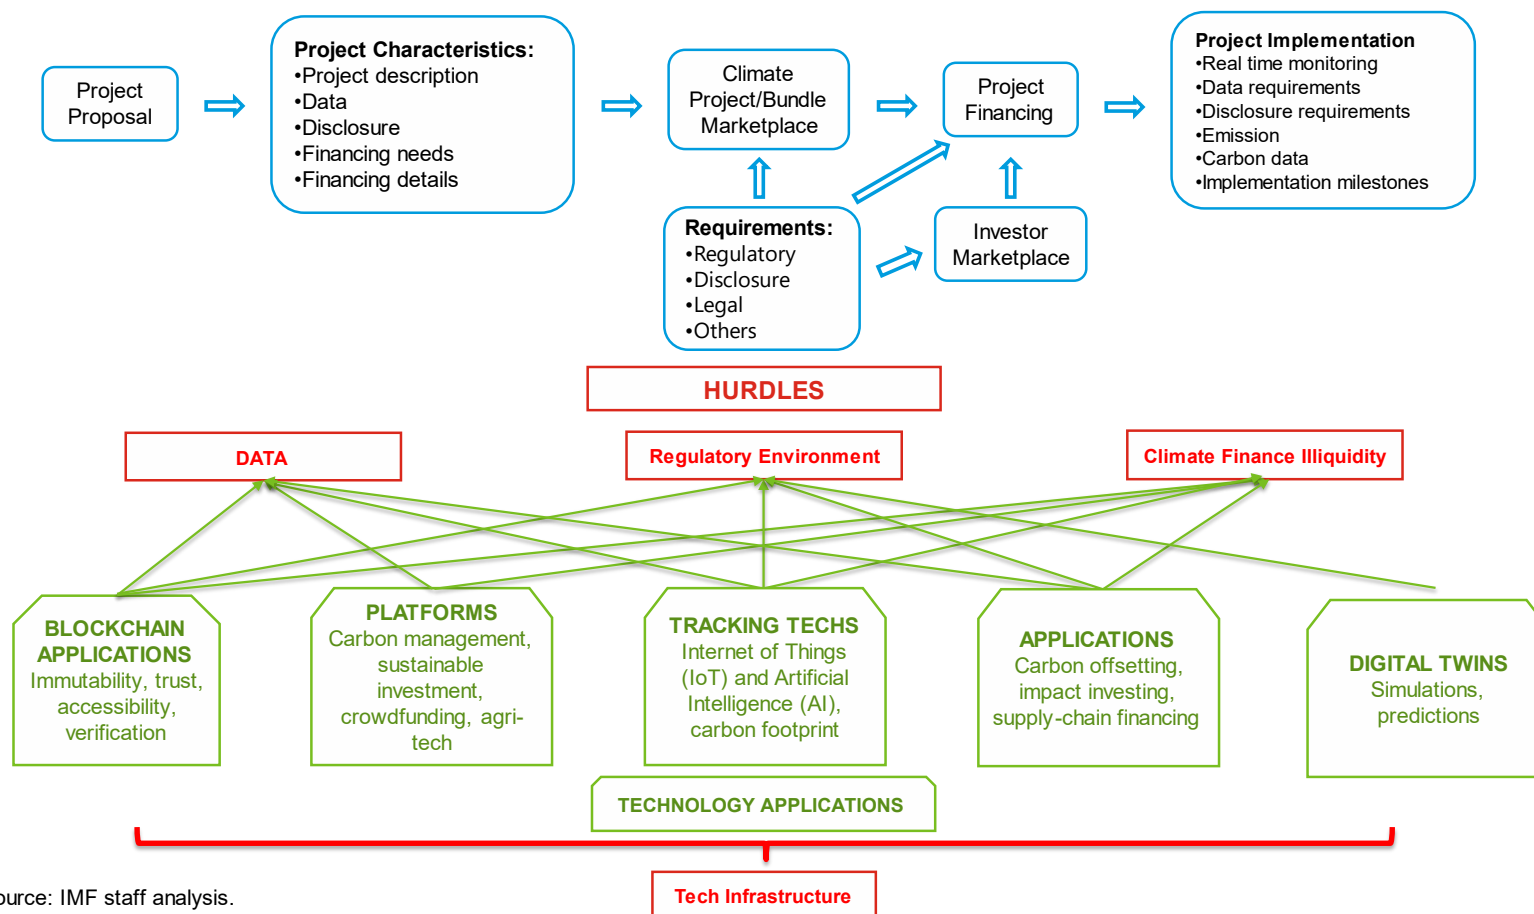 Project
Proposal
Project Characteristics:
•Project description
•Data
•Disclosure
•Financing needs
•Financing details
Climate
Project/Bundle
Marketplace
Project
Financing
Project Implementation
•Real time monitoring
•Data requirements
•Disclosure requirements
•Emission
•Carbon data
•Implementation milestones
Requirements:
•Regulatory
•Disclosure
•Legal
•Others
Investor
Marketplace
HURDLES
DATA
Regulatory Environment
Climate Finance Illiquidity
BLOCKCHAIN
APPLICATIONS
Immutability, trust,
accessibility,
verification
PLATFORMS
Carbon management,
sustainable
investment,
crowdfunding, agri-
tech
TRACKING TECHS
Internet of Things
(IoT) and Artificial
Intelligence (AI),
carbon footprint
APPLICATIONS
Carbon offsetting,
impact investing,
supply-chain financing
DIGITAL TWINS
Simulations,
predictions
TECHNOLOGY APPLICATIONS
Tech Infrastructure
ource: IMF staff analysis.